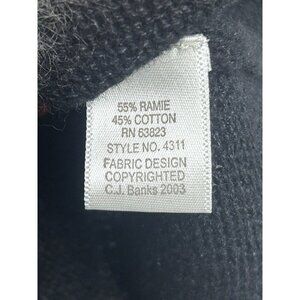 55% RAMIE
45% COTTON
RN 63823
STYLE NO. 4311
FABRIC DESIGN
COPYRIGHTED
C.J. Banks 2003